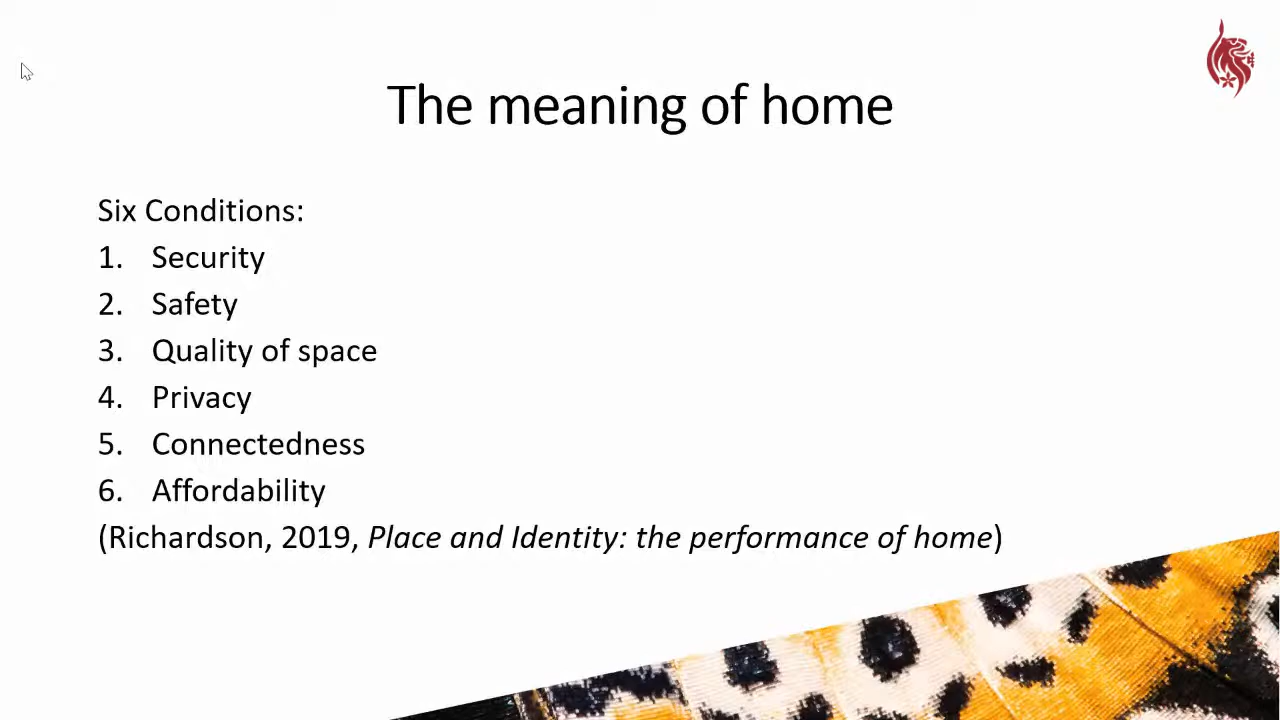 The meaning of home
Six Conditions:
1. Security
2. Safety
3. Quality of space
4. Privacy
5. Connectedness
6. Affordability
(Richardson, 2019, Place and Identity: the performance of home)